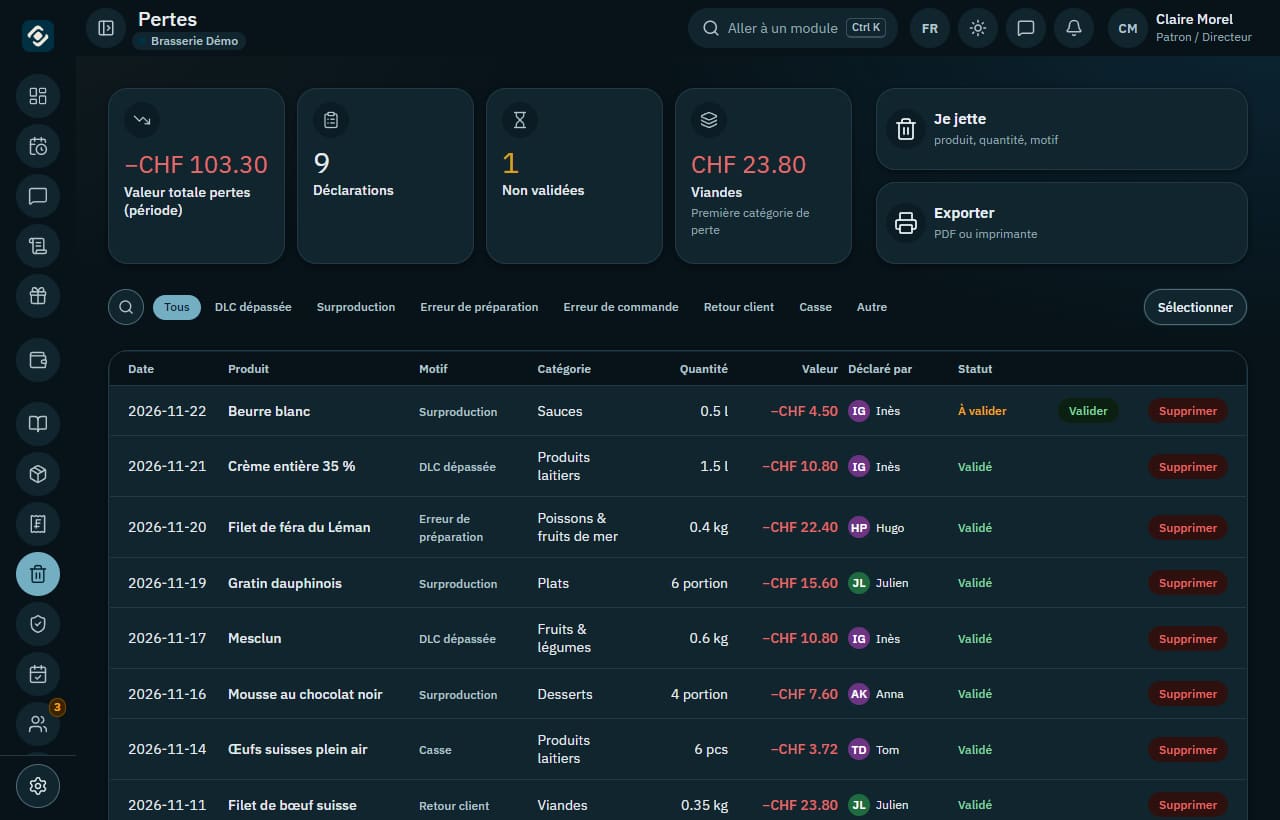 Pertes
Brasserie Démo
Aller à un module Ctrl K
FR
CM
Claire Morel
Patron / Directeur
−CHF 103.30
Valeur totale pertes
(période)
9
Déclarations
1
Non validées
CHF 23.80
Viandes
Première catégorie de
perte
Je jette
produit, quantité, motif
Exporter
PDF ou imprimante
Tous DLC dépassée Surproduction Erreur de préparation Erreur de commande Retour client Casse Autre Sélectionner
Date Produit Motif Catégorie Quantité Valeur Déclaré par Statut
2026-11-22 Beurre blanc Surproduction Sauces 0.5 l −CHF 4.50 IG Inès À valider Valider Supprimer
2026-11-21 Crème entière 35 % DLC dépassée Produits laitiers 1.5 l −CHF 10.80 IG Inès Validé Supprimer
2026-11-20 Filet de féra du Léman Erreur de préparation Poissons & fruits de mer 0.4 kg −CHF 22.40 HP Hugo Validé Supprimer
2026-11-19 Gratin dauphinois Surproduction Plats 6 portion −CHF 15.60 JL Julien Validé Supprimer
2026-11-17 Mesclun DLC dépassée Fruits & légumes 0.6 kg −CHF 10.80 IG Inès Validé Supprimer
2026-11-16 Mousse au chocolat noir Surproduction Desserts 4 portion −CHF 7.60 AK Anna Validé Supprimer
3
2026-11-14 Œufs suisses plein air Casse Produits laitiers 6 pcs −CHF 3.72 TD Tom Validé Supprimer
2026-11-11 Filet de bœuf suisse Retour client Viandes 0.35 kg −CHF 23.80 JL Julien Validé Supprimer